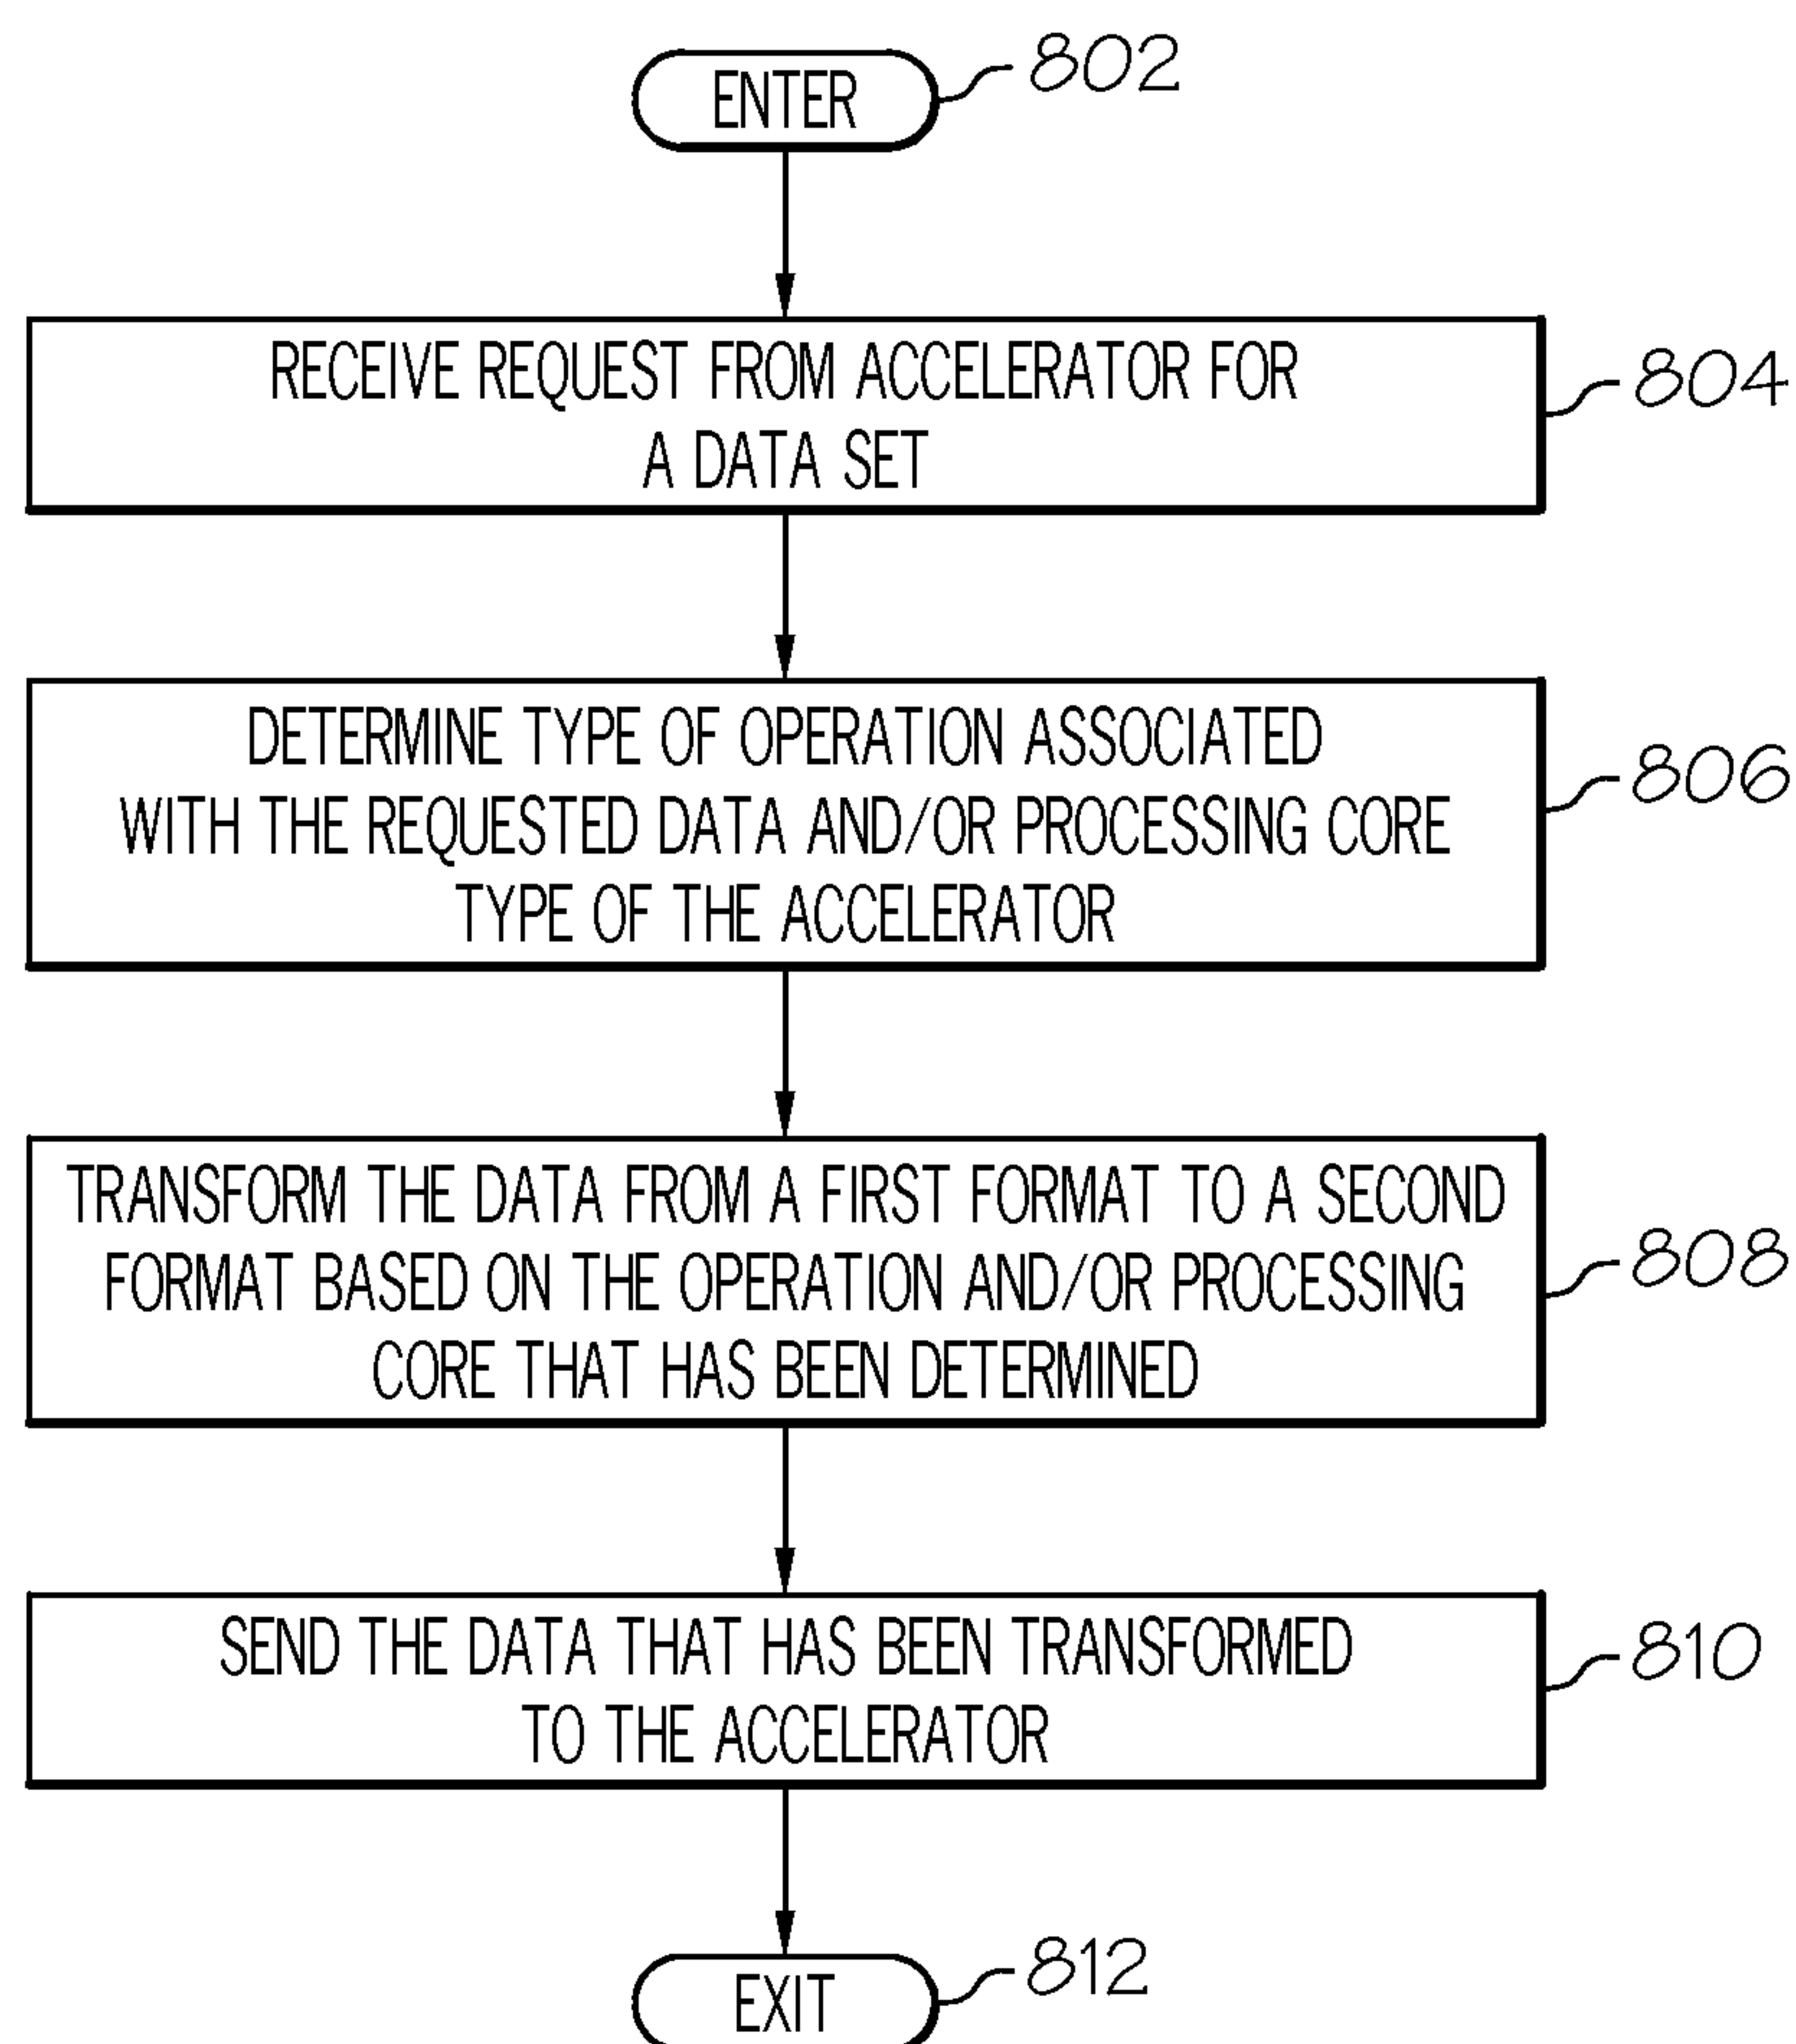 ENTER
802
RECEIVE REQUEST FROM ACCELERATOR FOR
A DATA SET
804
DETERMINE TYPE OF OPERATION ASSOCIATED
WITH THE REQUESTED DATA AND/OR PROCESSING CORE
TYPE OF THE ACCELERATOR
806
TRANSFORM THE DATA FROM A FIRST FORMAT TO A SECOND
FORMAT BASED ON THE OPERATION AND/OR PROCESSING
CORE THAT HAS BEEN DETERMINED
808
SEND THE DATA THAT HAS BEEN TRANSFORMED
TO THE ACCELERATOR
810
EXIT
812